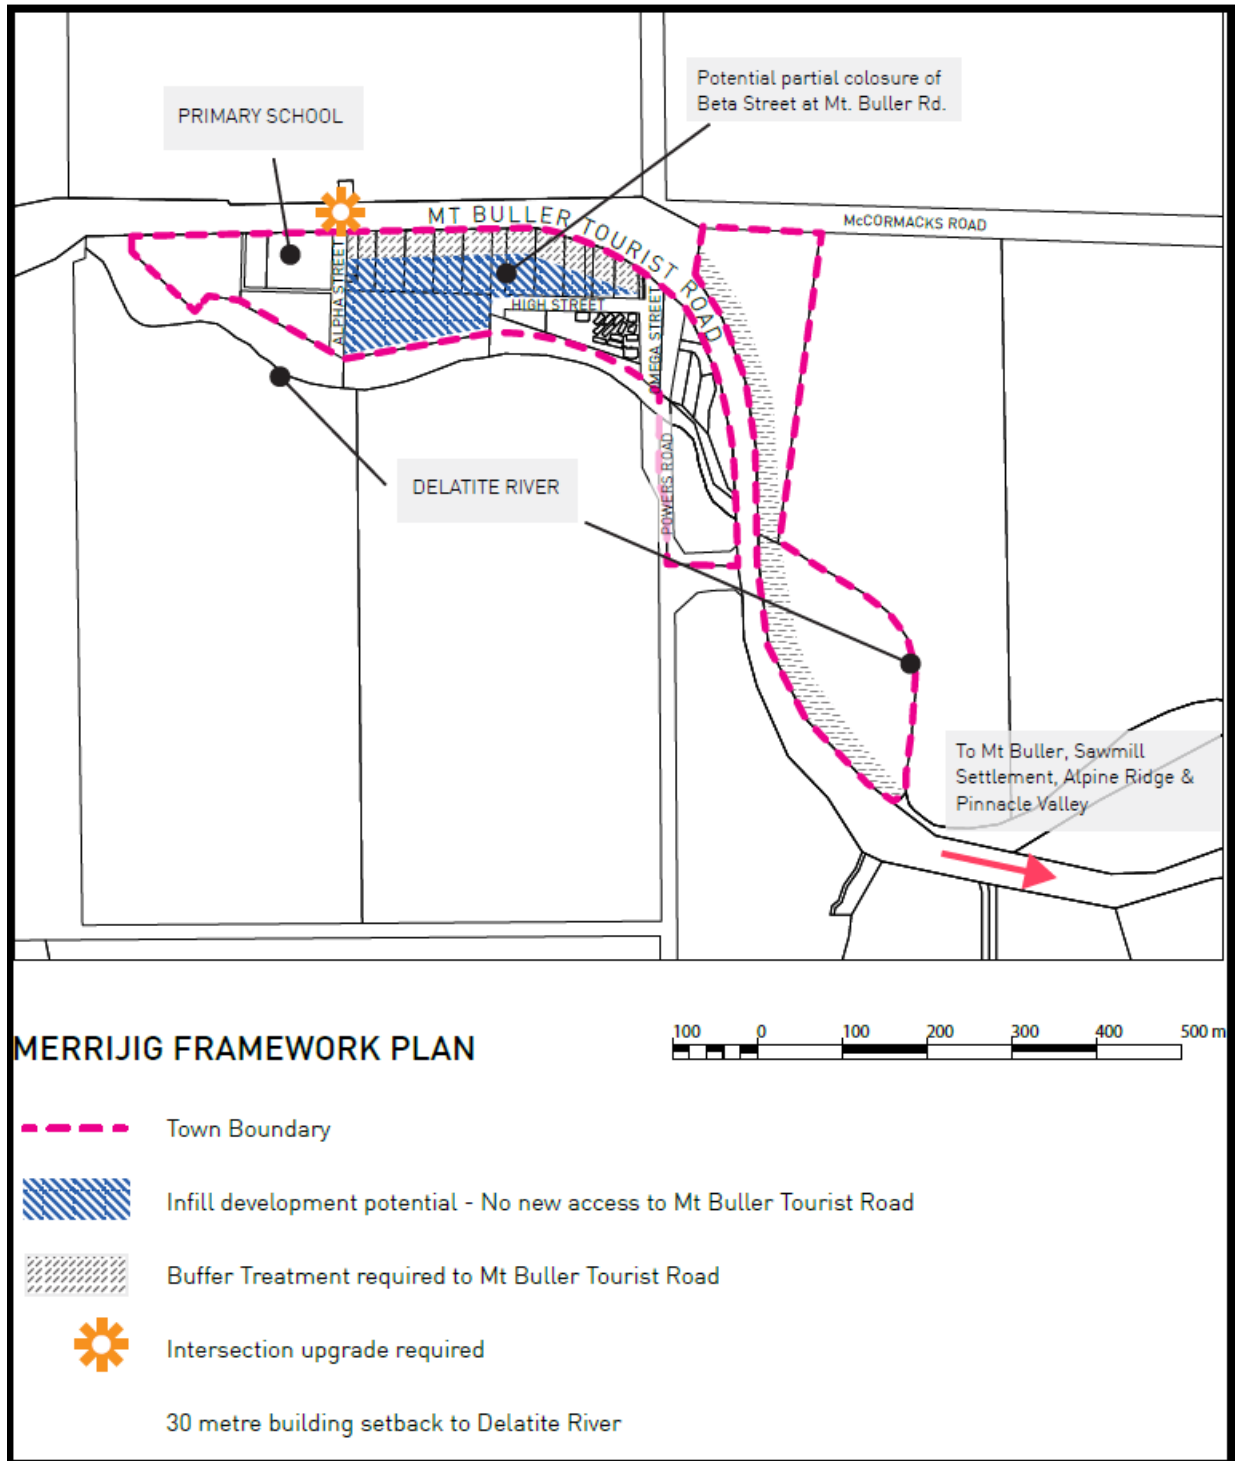 PRIMARY SCHOOL
Potential partial colosure of
Beta Street at Mt. Buller Rd.
MT BULLER TOURIST ROAD
McCORMACKS ROAD
ALPHA STREET
HIGH STREET
OMEGA STREET
POWERS ROAD
DELATITE RIVER
To Mt Buller, Sawmill
Settlement, Alpine Ridge &
Pinnacle Valley
MERRIJIG FRAMEWORK PLAN
100 0 100 200 300 400 500 m
Town Boundary
Infill development potential - No new access to Mt Buller Tourist Road
Buffer Treatment required to Mt Buller Tourist Road
Intersection upgrade required
30 metre building setback to Delatite River